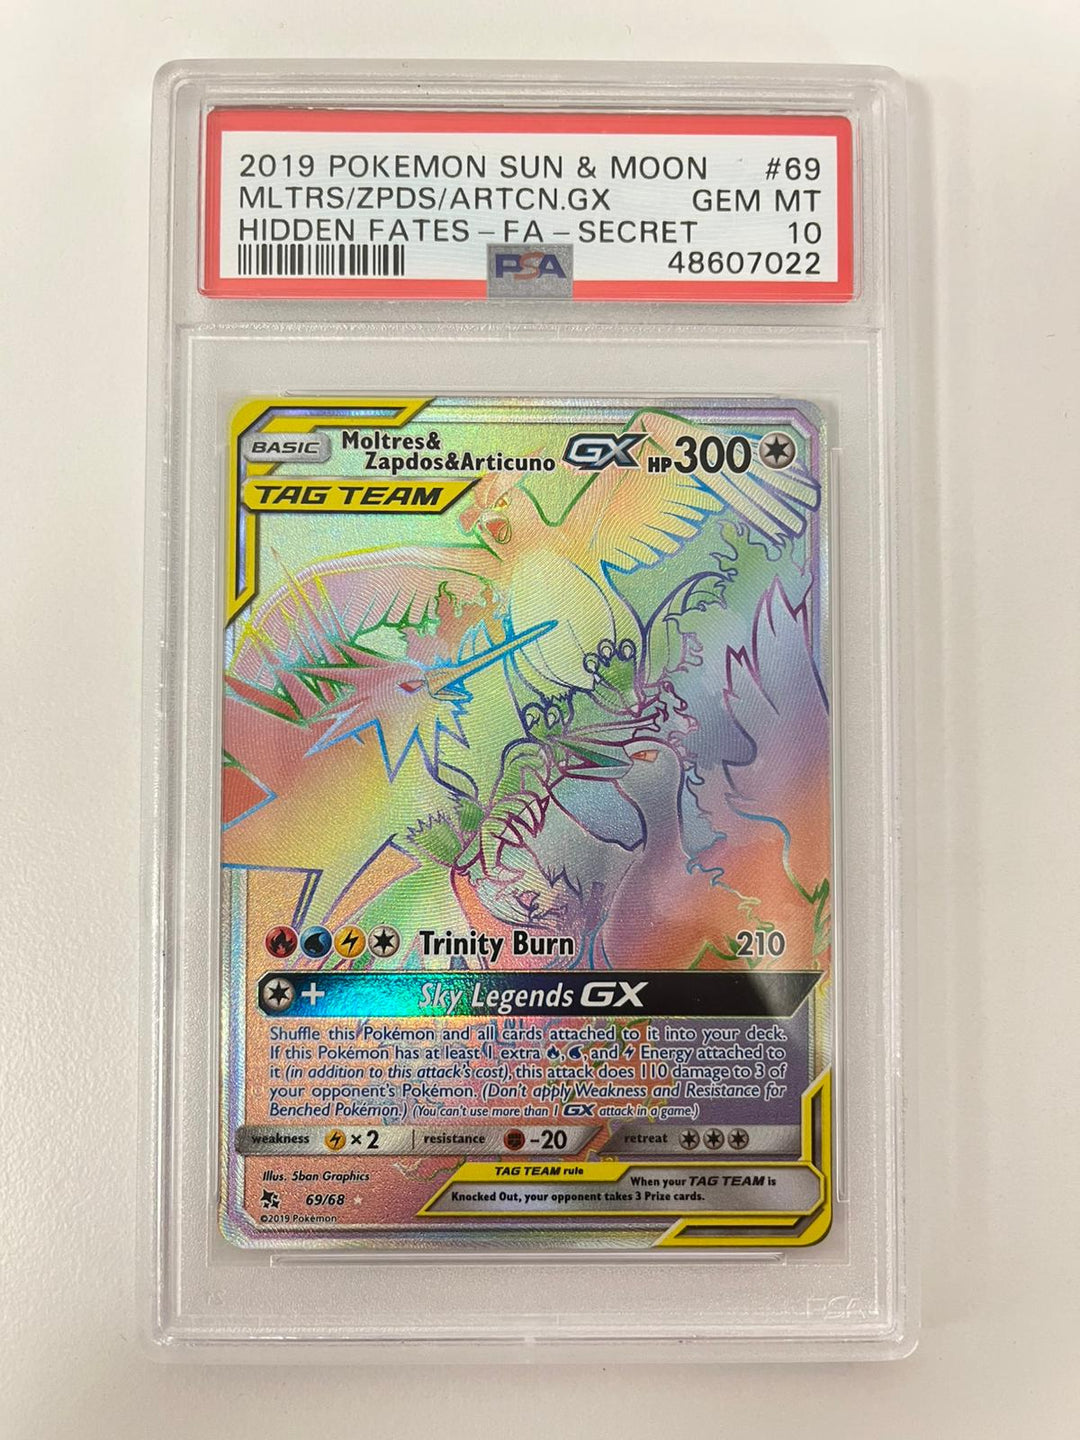 2019 POKEMON SUN & MOON #69
MLTRS/ZPDS/ARTCN.GX GEM MT
HIDDEN FATES-FA-SECRET 10
PSA 48607022
BASIC Moltres&
Zapdos&Articuno GX HP300
TAG TEAM
Trinity Burn 210
+ Sky Legends GX
Shuffle this Pokémon and all cards attached to it into your deck.
If this Pokémon has at least 1 extra , , and Energy attached to
it (in addition to this attack's cost), this attack does 110 damage to 3 of
your opponent's Pokémon. (Don't apply Weakness and Resistance for
Benched Pokémon.) (You can't use more than 1 GX attack in a game.)
weakness ×2 resistance -20 retreat
Illus. 5ban Graphics
69/68
©2019 Pokémon
TAG TEAM rule
When your TAG TEAM is
Knocked Out, your opponent takes 3 Prize cards.
PSA